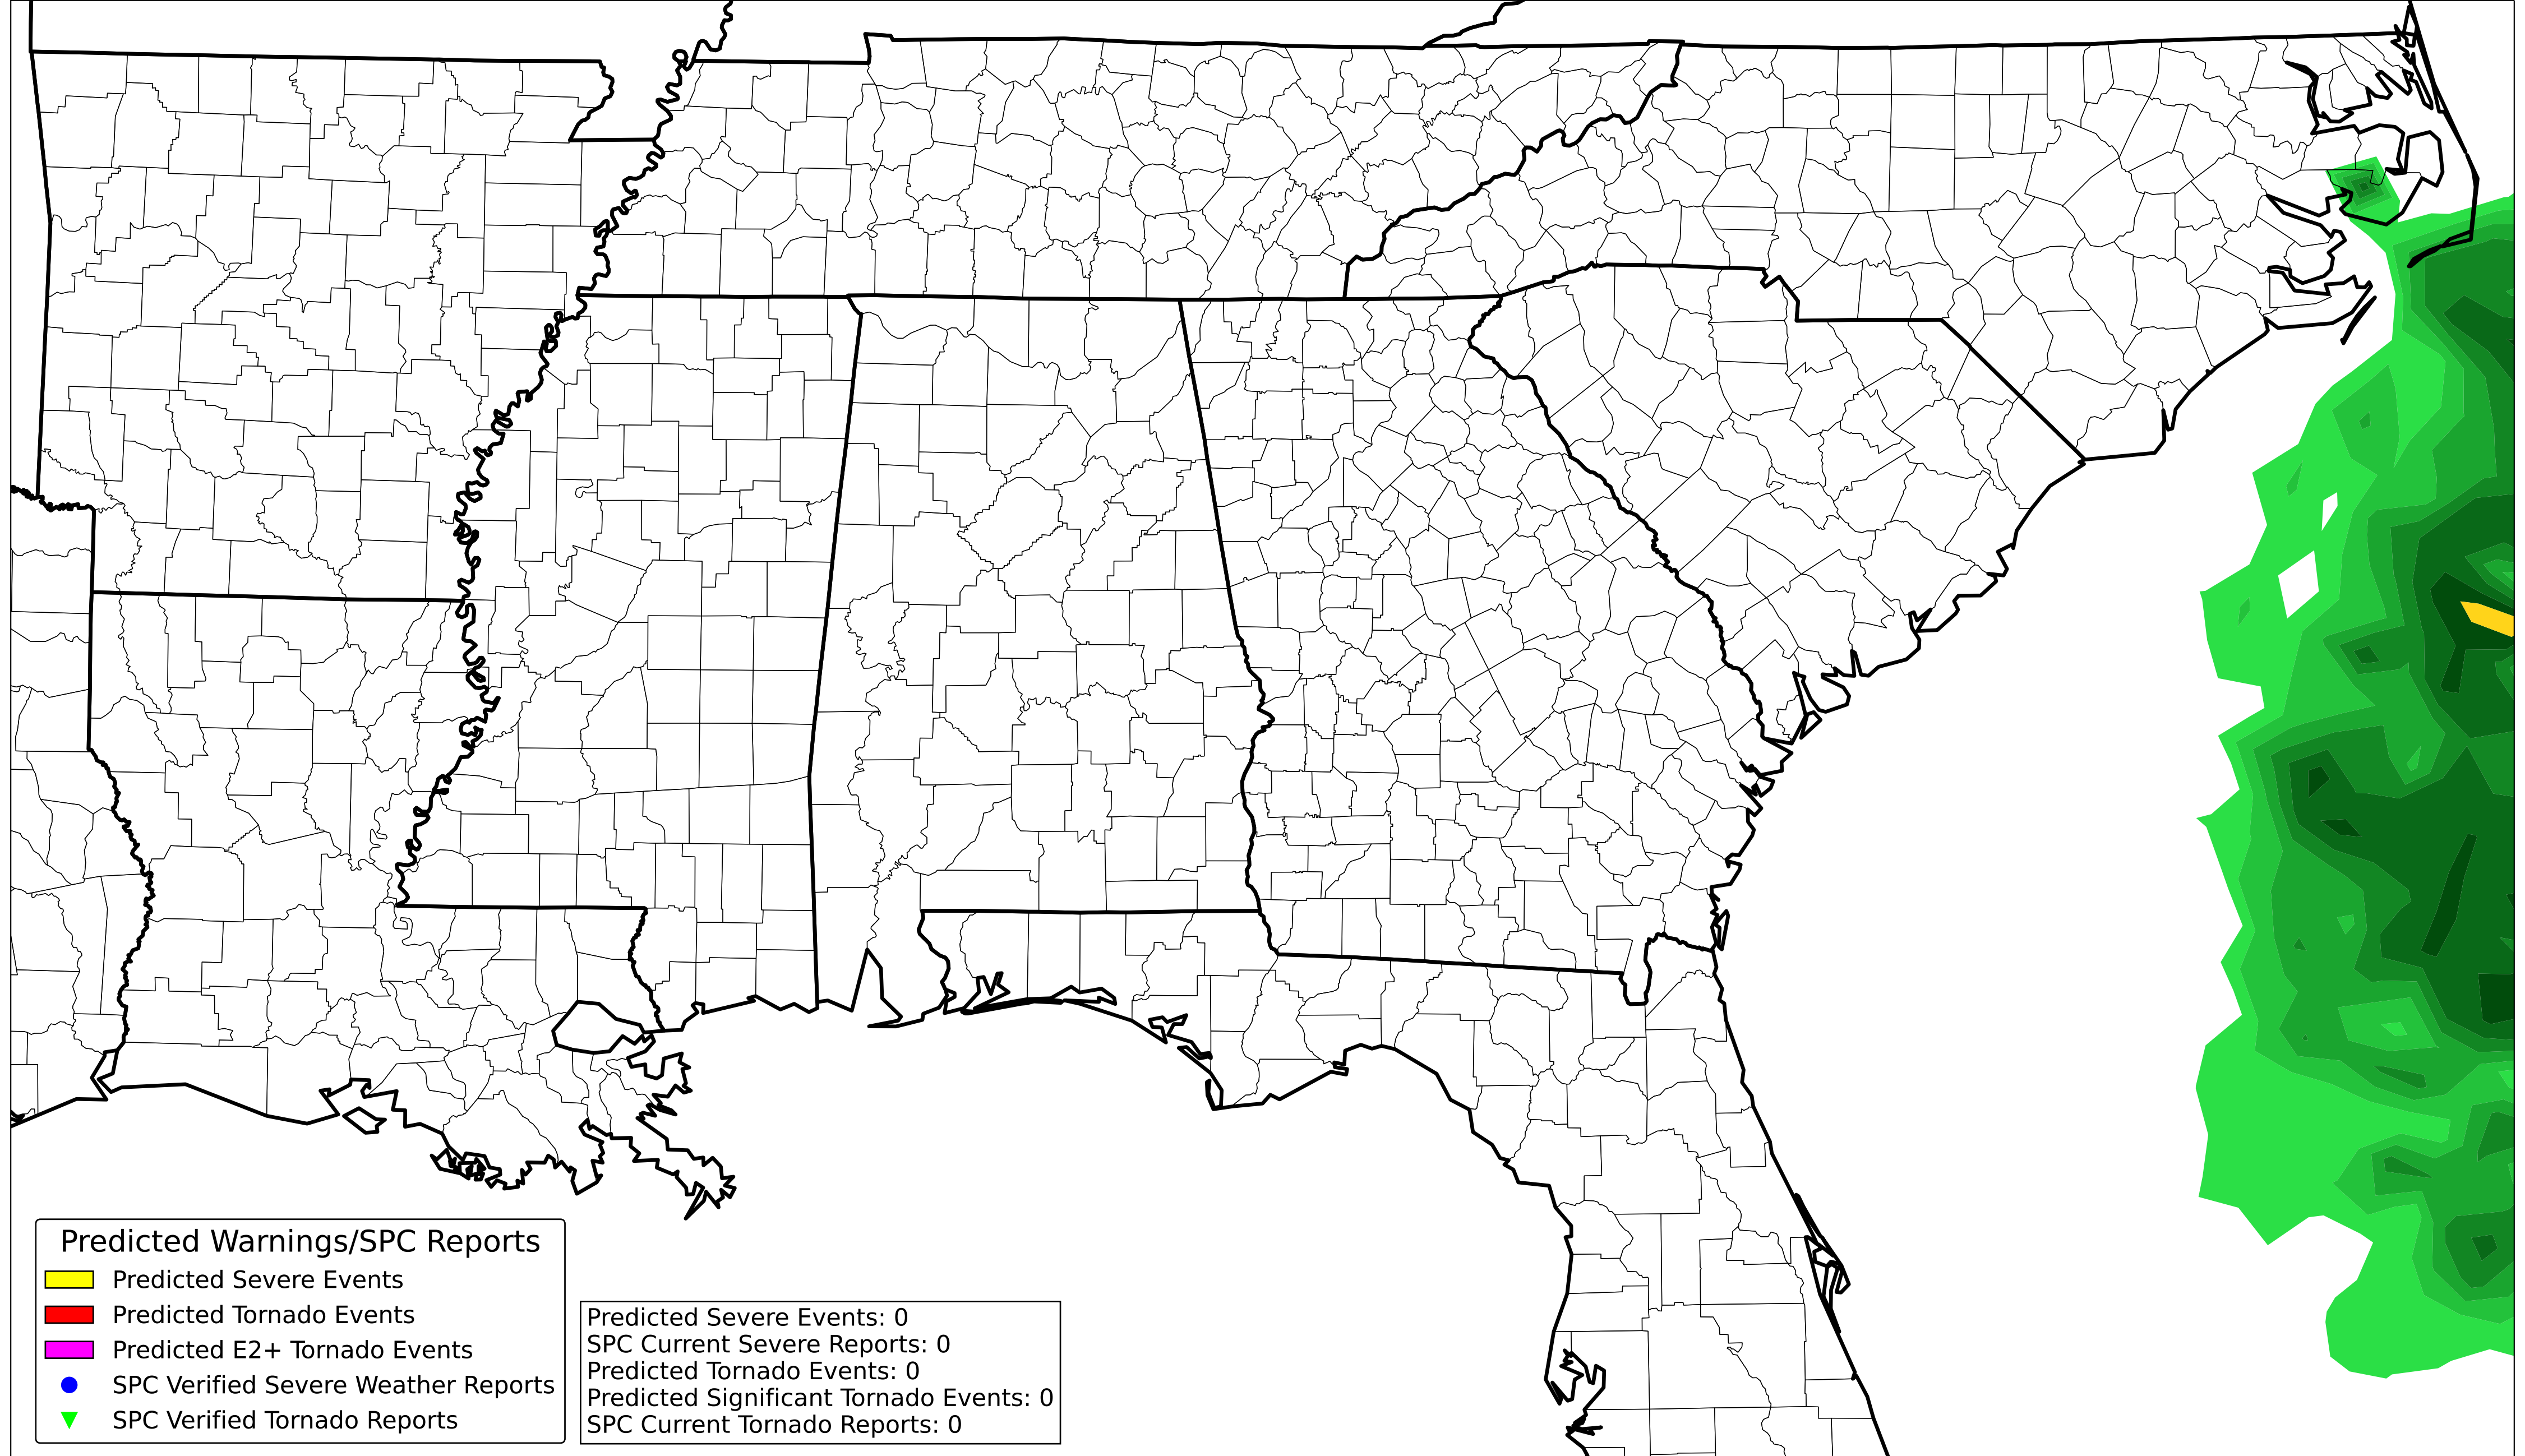 Predicted Warnings/SPC Reports
Predicted Severe Events
Predicted Tornado Events
Predicted E2+ Tornado Events
SPC Verified Severe Weather Reports
SPC Verified Tornado Reports
Predicted Severe Events: 0
SPC Current Severe Reports: 0
Predicted Tornado Events: 0
Predicted Significant Tornado Events: 0
SPC Current Tornado Reports: 0